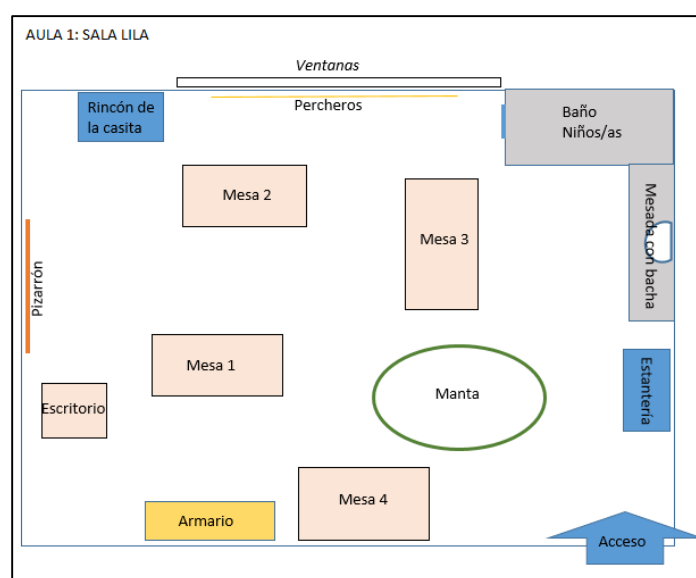 AULA 1: SALA LILA
Ventanas
Percheros
Rincón de
la casita
Baño
Niños/as
Mesa 2
Mesa 3
Mesada con bacha
Pizarrón
Mesa 1
Manta
Estantería
Escritorio
Mesa 4
Armario
Acceso